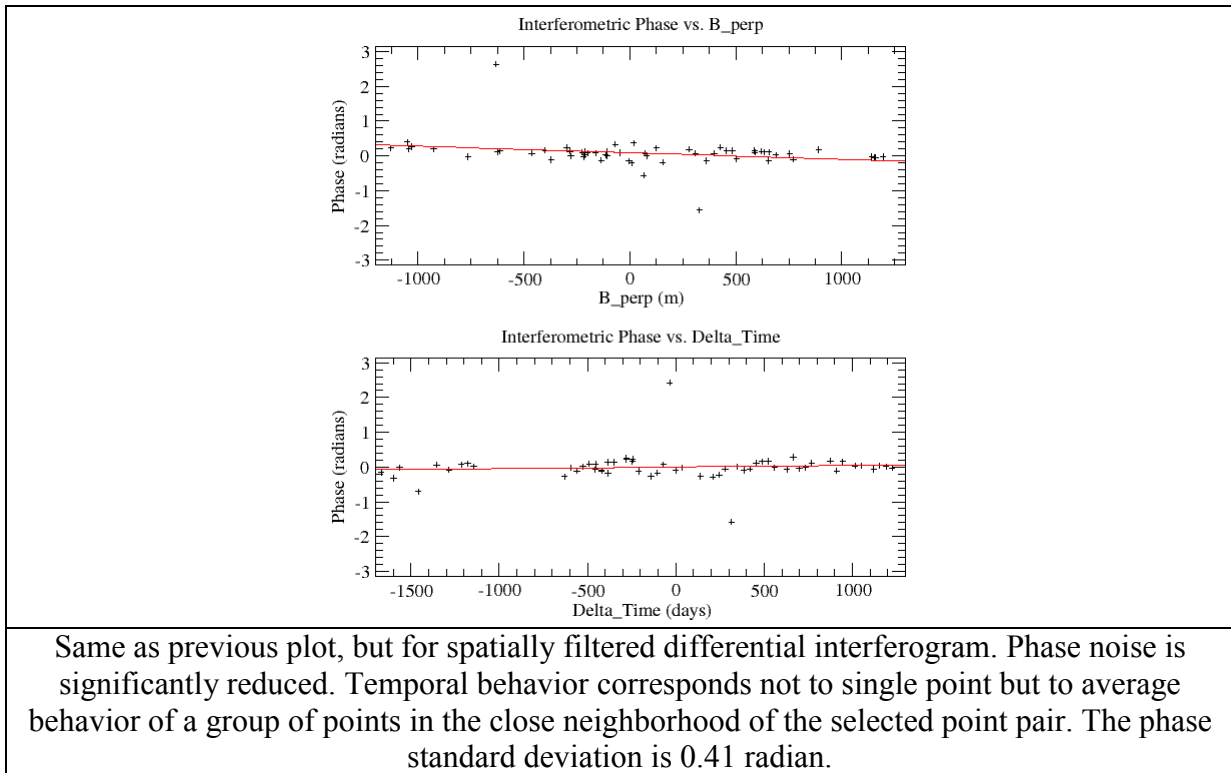 Interferometric Phase vs. B_perp
3
2
1
0
-1
-2
-3
Phase (radians)
-1000 -500 0 500 1000
B_perp (m)
Interferometric Phase vs. Delta_Time
3
2
1
0
-1
-2
-3
Phase (radians)
-1500 -1000 -500 0 500 1000
Delta_Time (days)
Same as previous plot, but for spatially filtered differential interferogram. Phase noise is
significantly reduced. Temporal behavior corresponds not to single point but to average
behavior of a group of points in the close neighborhood of the selected point pair. The phase
standard deviation is 0.41 radian.